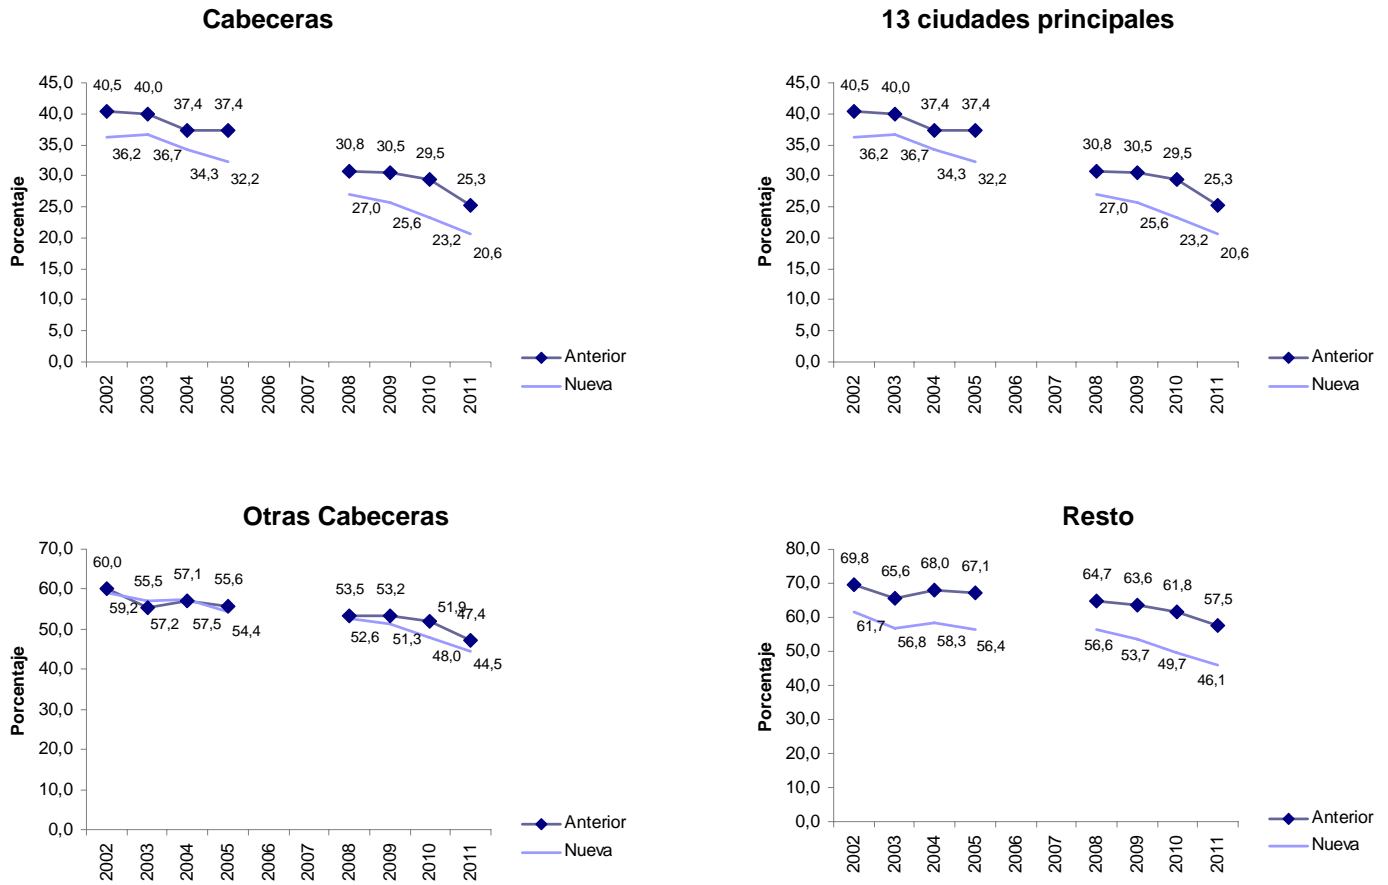 Cabeceras
Porcentaje
45,0
40,0
35,0
30,0
25,0
20,0
15,0
10,0
5,0
0,0
40,5 40,0 37,4 37,4
36,2 36,7 34,3 32,2
30,8 30,5 29,5 25,3
27,0 25,6 23,2 20,6
2002 2003 2004 2005 2006 2007 2008 2009 2010 2011
Anterior
Nueva
13 ciudades principales
Porcentaje
45,0
40,0
35,0
30,0
25,0
20,0
15,0
10,0
5,0
0,0
40,5 40,0 37,4 37,4
36,2 36,7 34,3 32,2
30,8 30,5 29,5 25,3
27,0 25,6 23,2 20,6
2002 2003 2004 2005 2006 2007 2008 2009 2010 2011
Anterior
Nueva
Otras Cabeceras
Porcentaje
70,0
60,0
50,0
40,0
30,0
20,0
10,0
0,0
60,0 55,5 57,1 55,6
59,2 57,2 57,5 54,4
53,5 53,2 51,9 47,4
52,6 51,3 48,0 44,5
2002 2003 2004 2005 2006 2007 2008 2009 2010 2011
Anterior
Nueva
Resto
Porcentaje
80,0
70,0
60,0
50,0
40,0
30,0
20,0
10,0
0,0
69,8 65,6 68,0 67,1
61,7 56,8 58,3 56,4
64,7 63,6 61,8 57,5
56,6 53,7 49,7 46,1
2002 2003 2004 2005 2006 2007 2008 2009 2010 2011
Anterior
Nueva